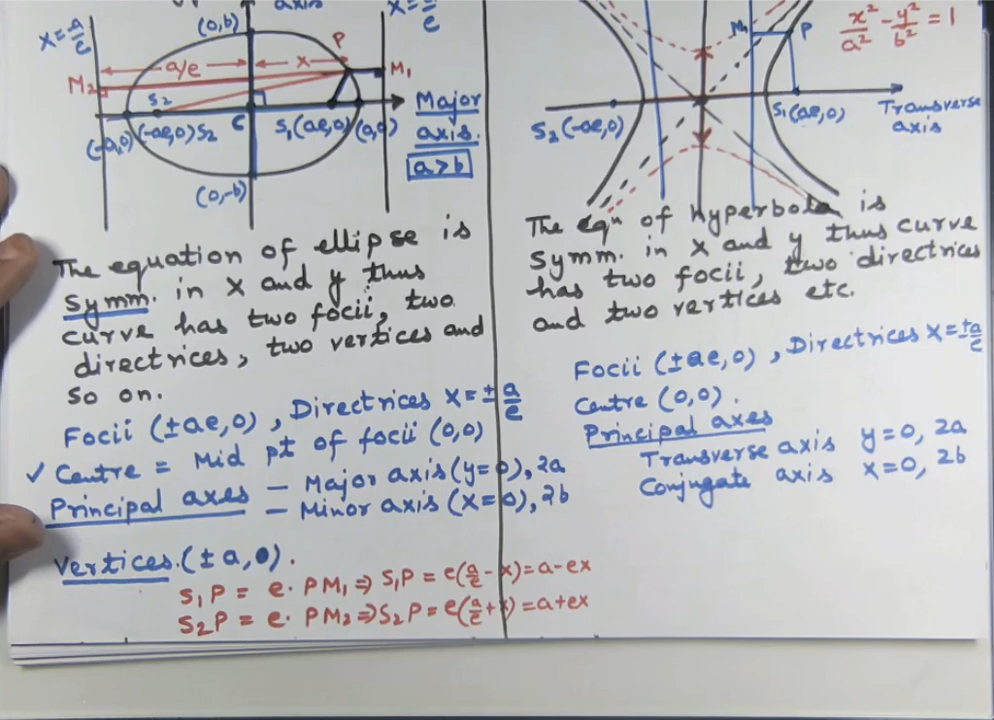 axis
x=a/e
(0,b)
P
a/e
x
M2
M1
S2
C
(-a,0)
(-ae,0)S2
S1(ae,0)
(a,0)
Major
axis.
a>b
(0,-b)
The equation of ellipse is
Symm. in x and y thus
curve has two focii, two
directrices, two vertices and
so on.
Focii (±ae,0), Directrices x=±a/e
✓ Centre = Mid pt of focii (0,0)
Principal axes - Major axis(y=0), 2a
- Minor axis (x=0), 2b
Vertices.(±a,0).
S1P = e. PM1 ⇒ S1P = e(a/e-x)=a-ex
S2P = e. PM2 ⇒ S2P = e(a/e+x)=a+ex
x²/a² - y²/b² = 1
M1
P
S2(-ae,0)
S1(ae,0)
Transverse
axis
The eqn of hyperbola is
Symm. in x and y thus curve
has two focii, two directrices
and two vertices etc.
Focii (±ae,0), Directrices x=±a/e
Centre (0,0).
Principal axes
Transverse axis y=0, 2a
Conjugate axis x=0, 2b